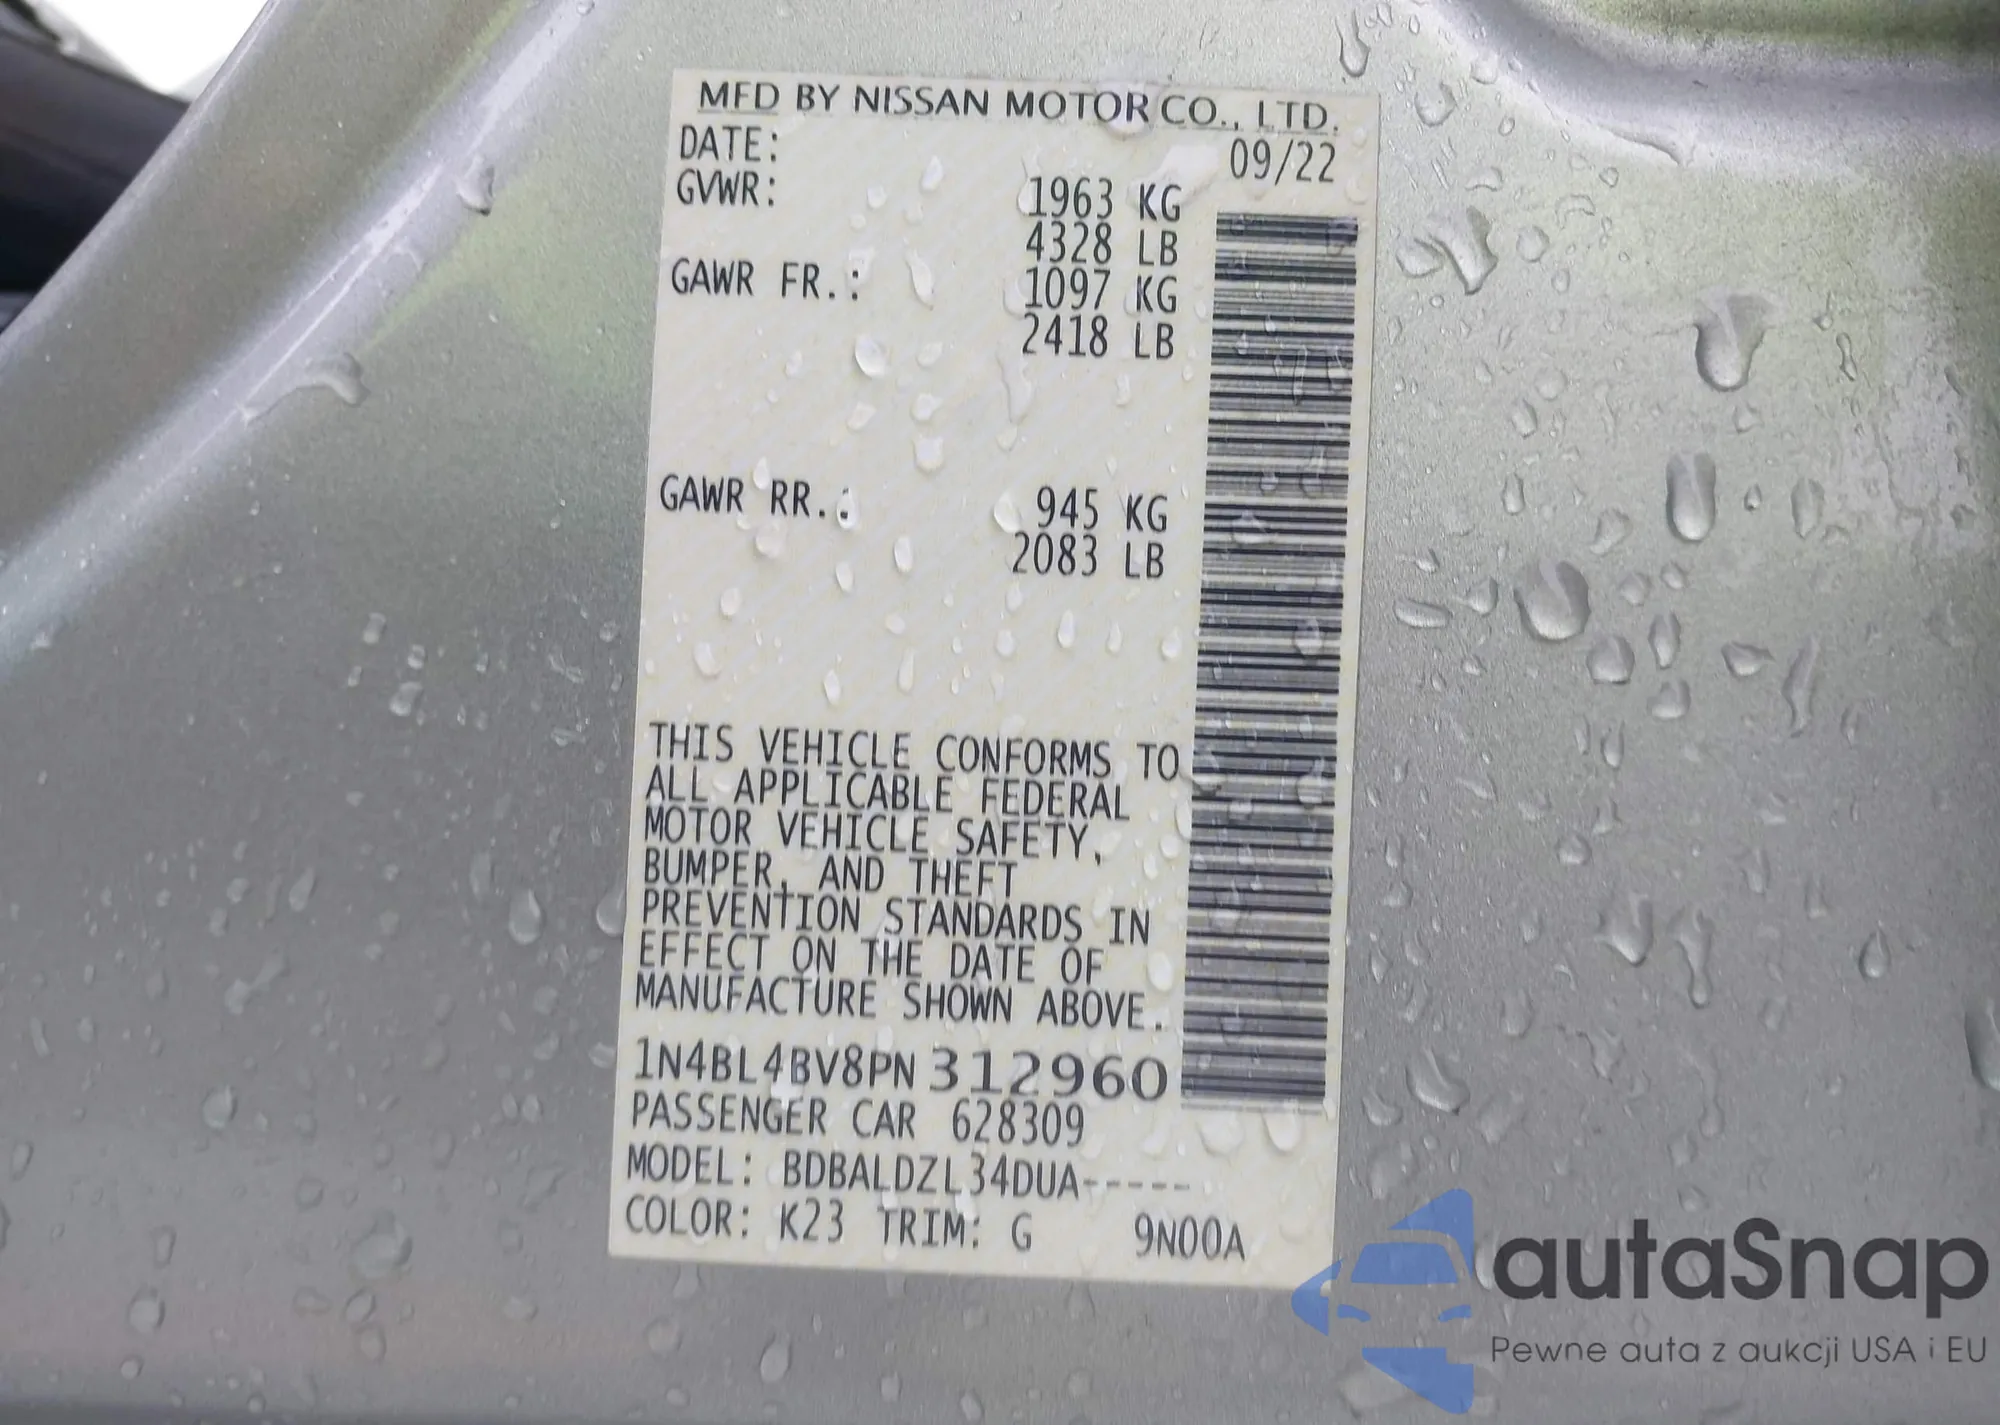 MFD BY NISSAN MOTOR CO., LTD.
DATE: 09/22
GVWR: 1963 KG
4328 LB
GAWR FR.: 1097 KG
2418 LB
GAWR RR.: 945 KG
2083 LB
THIS VEHICLE CONFORMS TO
ALL APPLICABLE FEDERAL
MOTOR VEHICLE SAFETY,
BUMPER, AND THEFT
PREVENTION STANDARDS IN
EFFECT ON THE DATE OF
MANUFACTURE SHOWN ABOVE.
1N4BL4BV8PN312960
PASSENGER CAR 628309
MODEL: BDBALDZL34DUA-----
COLOR: K23 TRIM: G 9N00A
autaSnap
Pewne auta z aukcji USA i EU